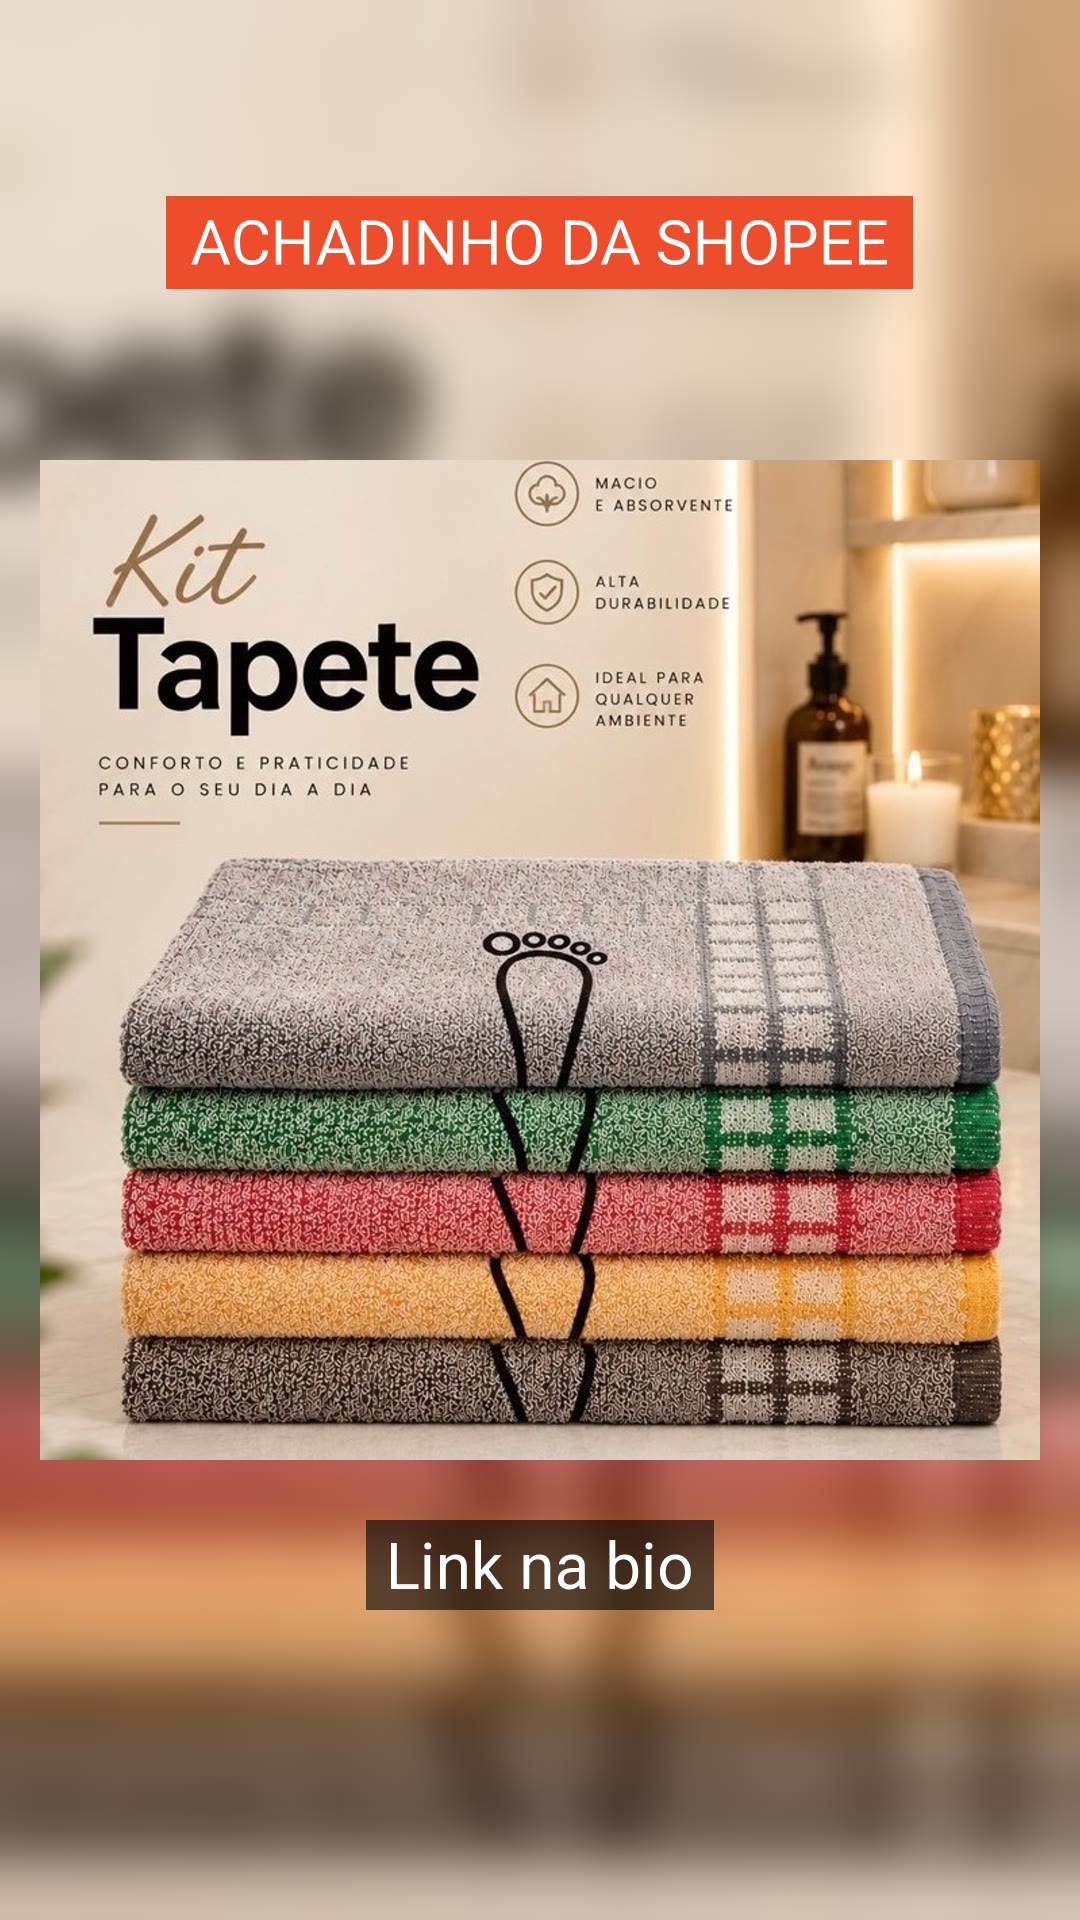 ACHADINHO DA SHOPEE
Kit
Tapete
CONFORTO E PRATICIDADE
PARA O SEU DIA A DIA
MACIO
E ABSORVENTE
ALTA
DURABILIDADE
IDEAL PARA
QUALQUER
AMBIENTE
Link na bio